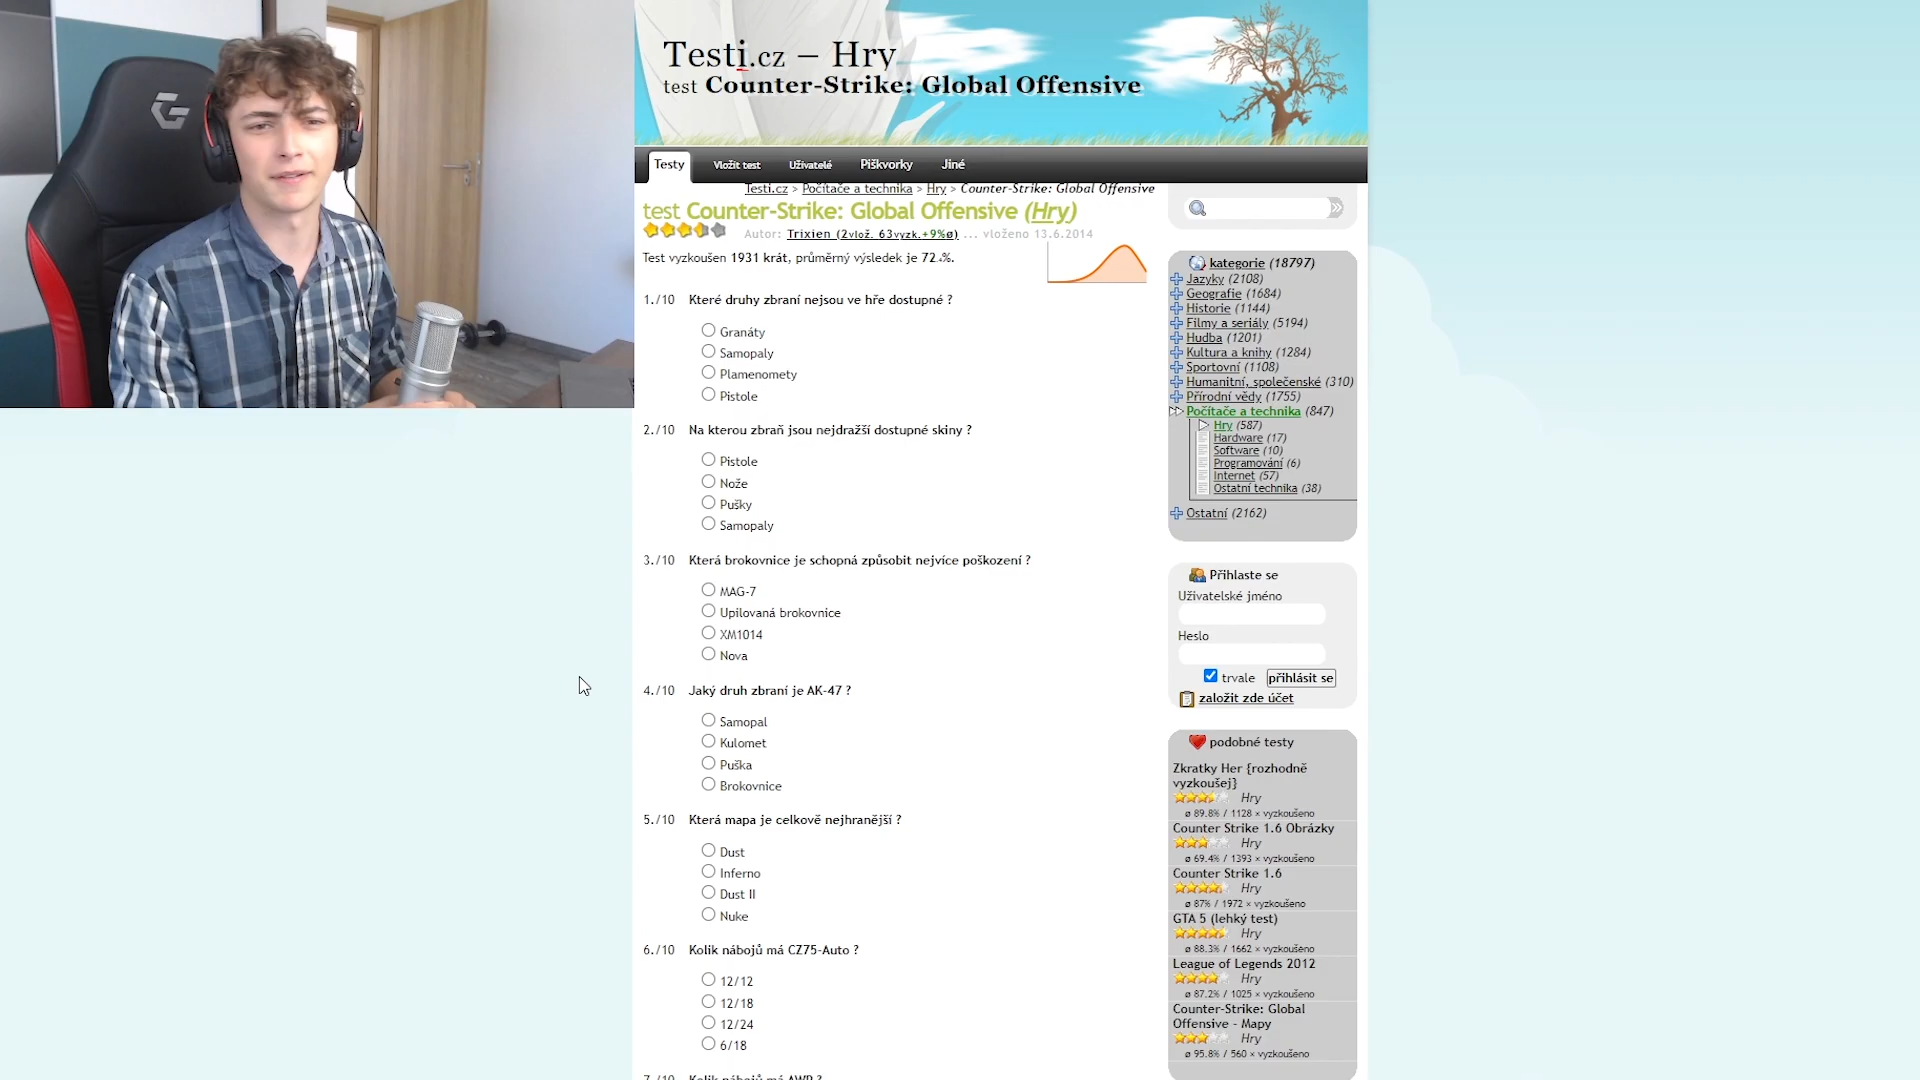 Testi.cz – Hry
test Counter-Strike: Global Offensive
Testy
Vložit test
Uživatelé
Piškvorky
Jiné
Testi.cz > Počítače a technika > Hry > Counter-Strike: Global Offensive
test Counter-Strike: Global Offensive (Hry)
Autor: Trixien (2vlož. 63vyzk.+9%ø) ... vloženo 13.6.2014
Test vyzkoušen 1931 krát, průměrný výsledek je 72.%.
1./10 Které druhy zbraní nejsou ve hře dostupné ?
Granáty
Samopaly
Plamenomety
Pistole
2./10 Na kterou zbraň jsou nejdražší dostupné skiny ?
Pistole
Nože
Pušky
Samopaly
3./10 Která brokovnice je schopná způsobit nejvíce poškození ?
MAG-7
Upilovaná brokovnice
XM1014
Nova
4./10 Jaký druh zbraní je AK-47 ?
Samopal
Kulomet
Puška
Brokovnice
5./10 Která mapa je celkově nejhranější ?
Dust
Inferno
Dust II
Nuke
6./10 Kolik nábojů má CZ75-Auto ?
12/12
12/18
12/24
6/18
7./10 Kolik nábojů má AWP ?
kategorie (18797)
Jazyky (2108)
Geografie (1684)
Historie (1144)
Filmy a seriály (5194)
Hudba (1201)
Kultura a knihy (1284)
Sportovní (1108)
Humanitní, společenské (310)
Přírodní vědy (1755)
Počítače a technika (847)
Hry (587)
Hardware (17)
Software (10)
Programování (6)
Internet (57)
Ostatní technika (38)
Ostatní (2162)
Přihlaste se
Uživatelské jméno
Heslo
trvale
přihlásit se
založit zde účet
podobné testy
Zkratky Her {rozhodně
vyzkoušej}
Hry
ø 89.8% / 1128 × vyzkoušeno
Counter Strike 1.6 Obrázky
Hry
ø 69.4% / 1393 × vyzkoušeno
Counter Strike 1.6
Hry
ø 87% / 1972 × vyzkoušeno
GTA 5 (lehký test)
Hry
ø 88.3% / 1662 × vyzkoušeno
League of Legends 2012
Hry
ø 87.2% / 1025 × vyzkoušeno
Counter-Strike: Global
Offensive - Mapy
Hry
ø 95.8% / 560 × vyzkoušeno